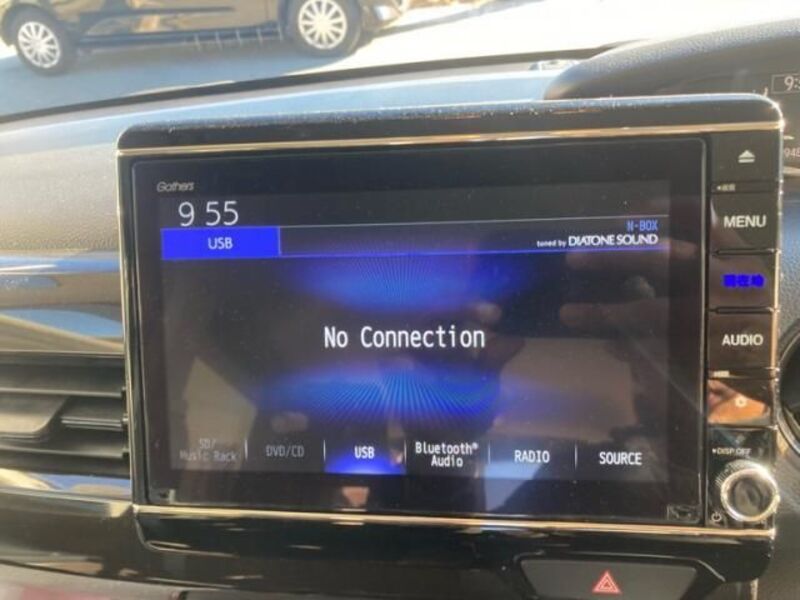 Gathers
9 55
USB
N-BOX
tuned by DIATONE SOUND
No Connection
SD/
Music Rack
DVD/CD
USB
Bluetooth®
Audio
RADIO
SOURCE
MENU
現在地
AUDIO
DISP OFF